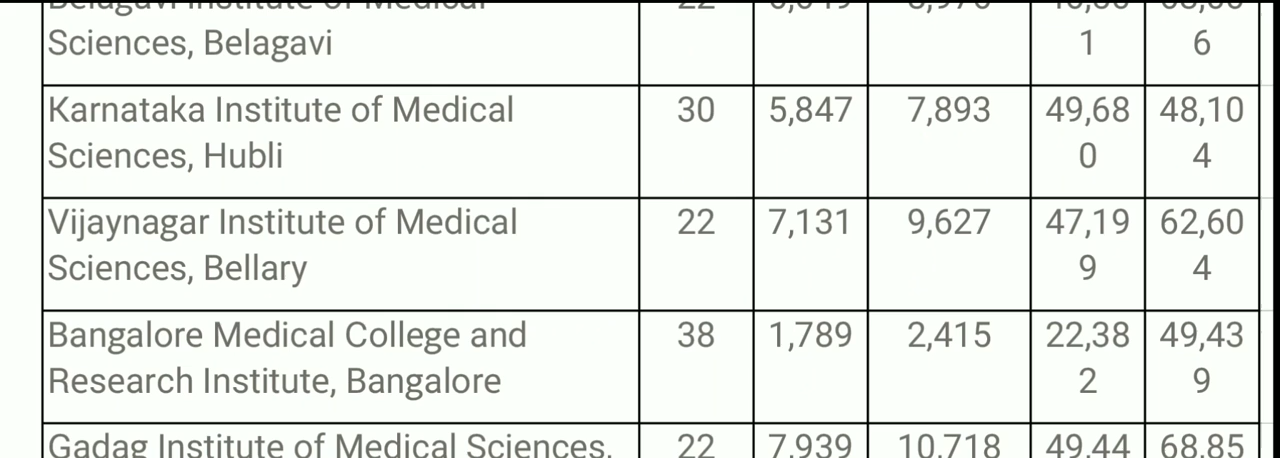 Sciences, Belagavi 1 6
Karnataka Institute of Medical 30 5,847 7,893 49,68 48,10
Sciences, Hubli 0 4
Vijaynagar Institute of Medical 22 7,131 9,627 47,19 62,60
Sciences, Bellary 9 4
Bangalore Medical College and 38 1,789 2,415 22,38 49,43
Research Institute, Bangalore 2 9
Gadag Institute of Medical Sciences, 22 7,939 10,718 49,44 68,85